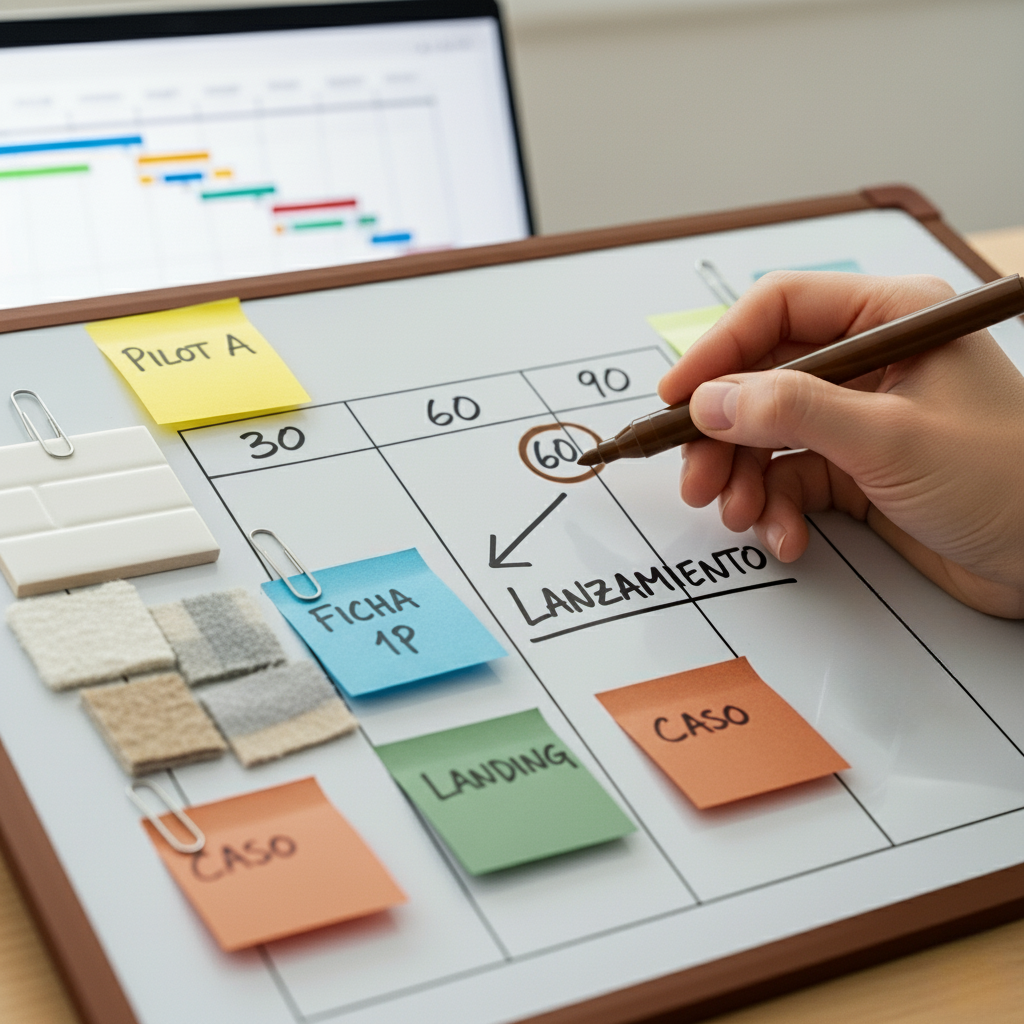 PILOT A
30
60
90
60
LANZAMIENTO
FICHA
1P
LANDING
CASO
CASO